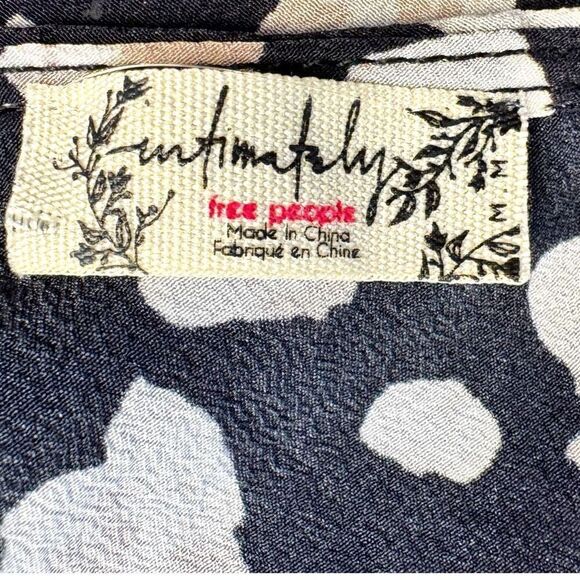 intimately
free people
Made In China
Fabriqué en Chine
M.M